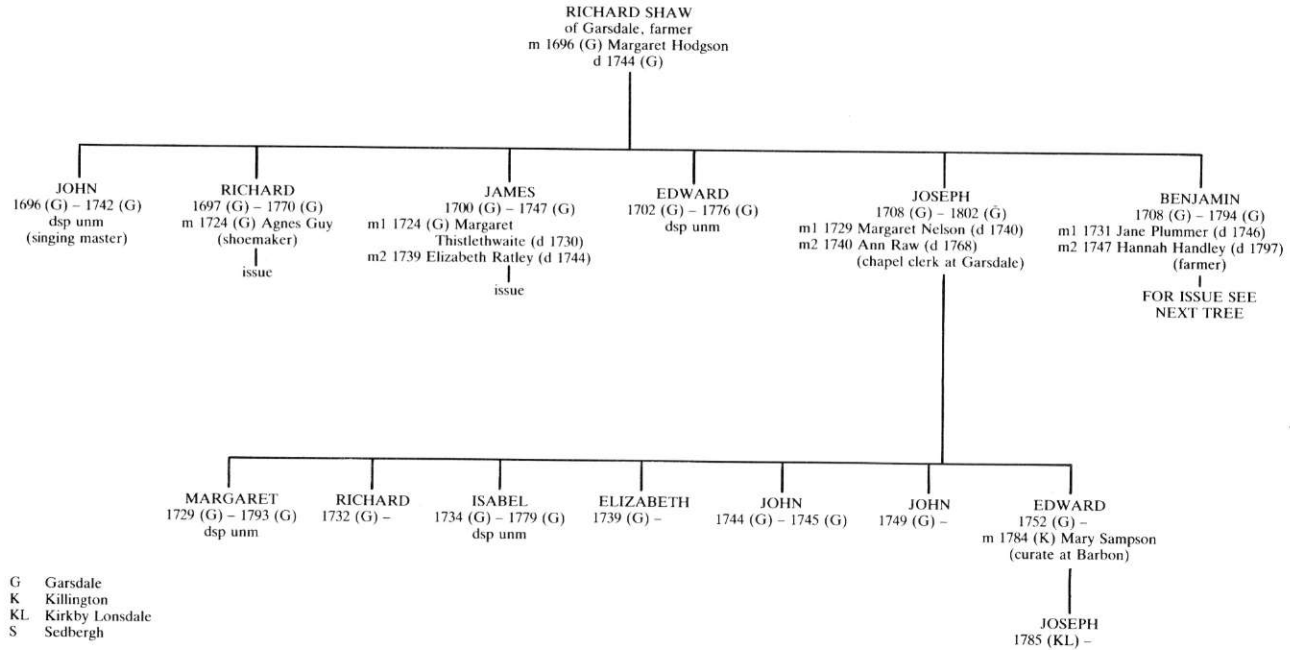 RICHARD SHAW
of Garsdale, farmer
m 1696 (G) Margaret Hodgson
d 1744 (G)
JOHN
1696 (G) – 1742 (G)
dsp unm
(singing master)
RICHARD
1697 (G) – 1770 (G)
m 1724 (G) Agnes Guy
(shoemaker)
issue
JAMES
1700 (G) – 1747 (G)
m1 1724 (G) Margaret
Thistlethwaite (d 1730)
m2 1739 Elizabeth Ratley (d 1744)
issue
EDWARD
1702 (G) – 1776 (G)
dsp unm
JOSEPH
1708 (G) – 1802 (G)
m1 1729 Margaret Nelson (d 1740)
m2 1740 Ann Raw (d 1768)
(chapel clerk at Garsdale)
BENJAMIN
1708 (G) – 1794 (G)
m1 1731 Jane Plummer (d 1746)
m2 1747 Hannah Handley (d 1797)
(farmer)
FOR ISSUE SEE
NEXT TREE
MARGARET
1729 (G) – 1793 (G)
dsp unm
RICHARD
1732 (G) –
ISABEL
1734 (G) – 1779 (G)
dsp unm
ELIZABETH
1739 (G) –
JOHN
1744 (G) – 1745 (G)
JOHN
1749 (G) –
EDWARD
1752 (G) –
m 1784 (K) Mary Sampson
(curate at Barbon)
JOSEPH
1785 (KL) –
G Garsdale
K Killington
KL Kirkby Lonsdale
S Sedbergh